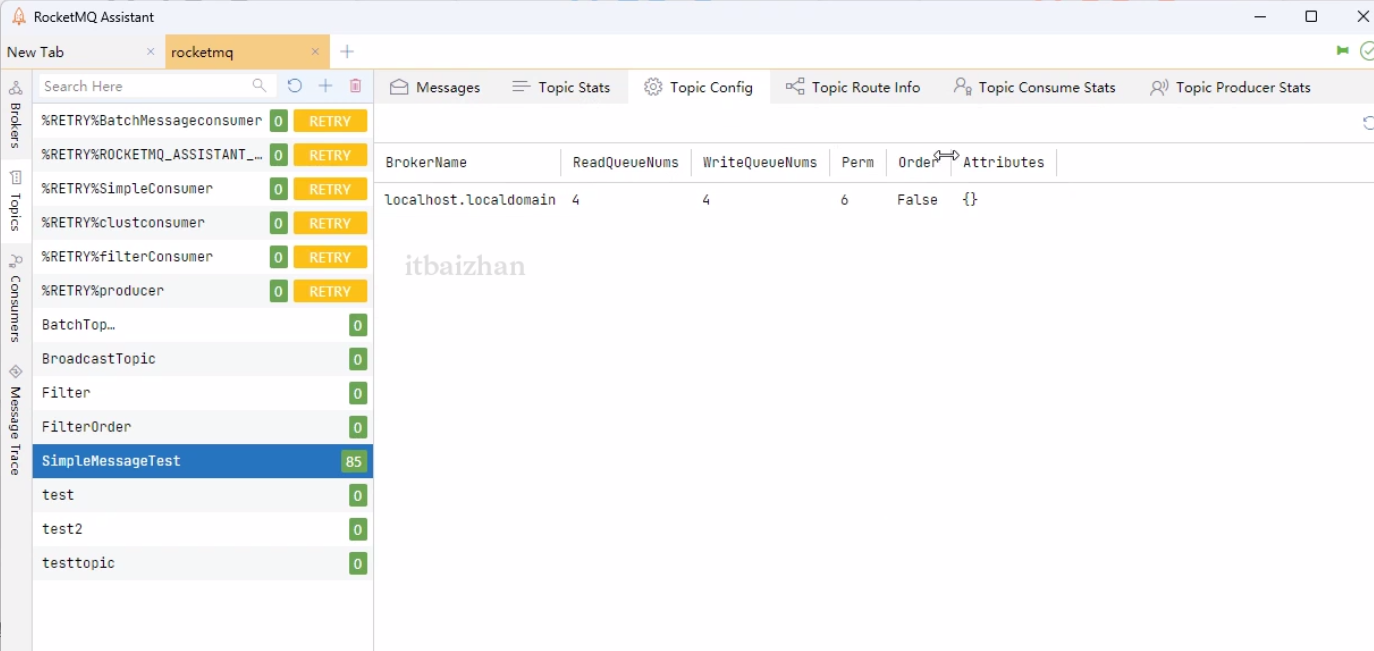 RocketMQ Assistant
New Tab
rocketmq
Brokers
Topics
Consumers
Message Trace
Search Here
%RETRY%BatchMessageconsumer 0 RETRY
%RETRY%ROCKETMQ_ASSISTANT_… 0 RETRY
%RETRY%SimpleConsumer 0 RETRY
%RETRY%clustconsumer 0 RETRY
%RETRY%filterConsumer 0 RETRY
%RETRY%producer 0 RETRY
BatchTop… 0
BroadcastTopic 0
Filter 0
FilterOrder 0
SimpleMessageTest 85
test 0
test2 0
testtopic 0
Messages Topic Stats Topic Config Topic Route Info Topic Consume Stats Topic Producer Stats
BrokerName ReadQueueNums WriteQueueNums Perm Order Attributes
localhost.localdomain 4 4 6 False {}
itbaizhan